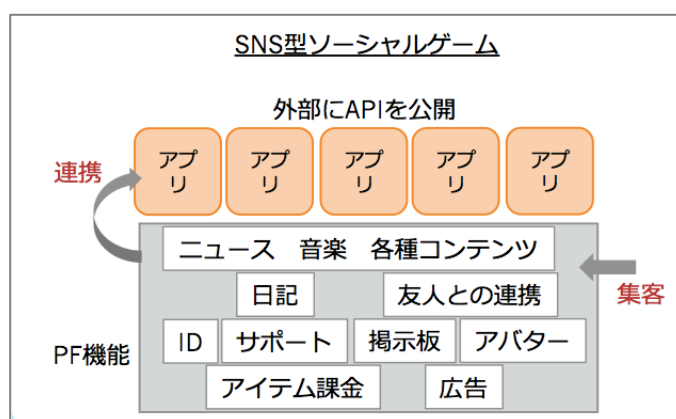 SNS型ソーシャルゲーム
外部にAPIを公開
連携
アプ
リ
アプ
リ
アプ
リ
アプ
リ
アプ
リ
ニュース 音楽 各種コンテンツ
集客
日記
友人との連携
PF機能
ID
サポート
掲示板
アバター
アイテム課金
広告